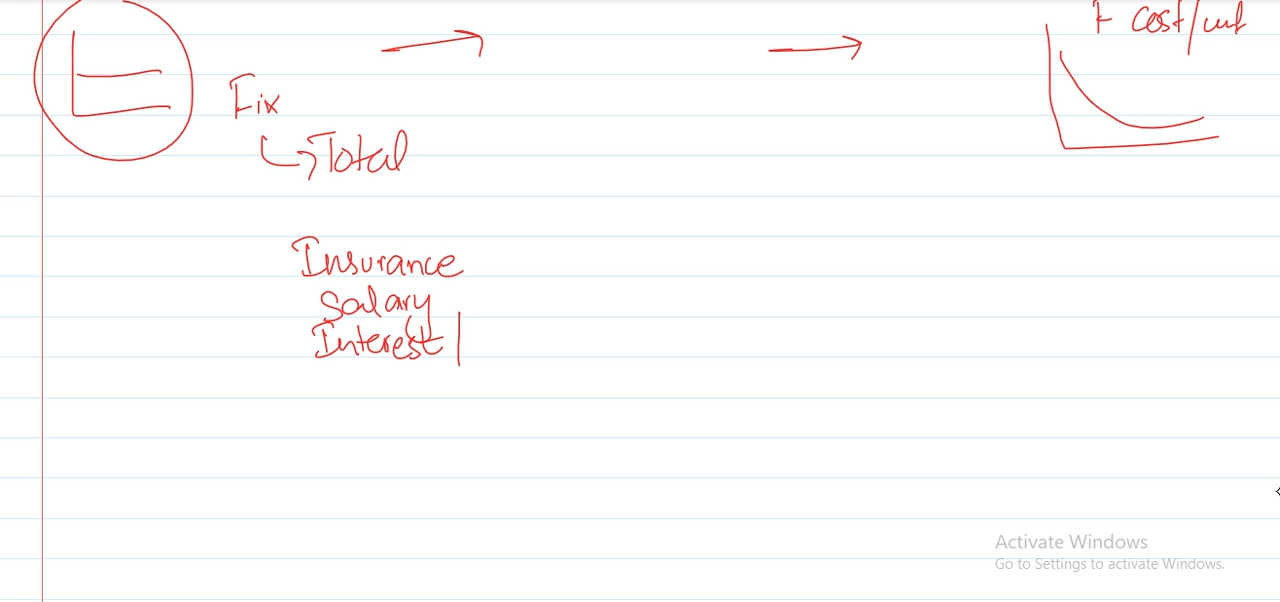 cost/unit
Fix
Total
Insurance
Salary
Interest
Activate Windows
Go to Settings to activate Windows.